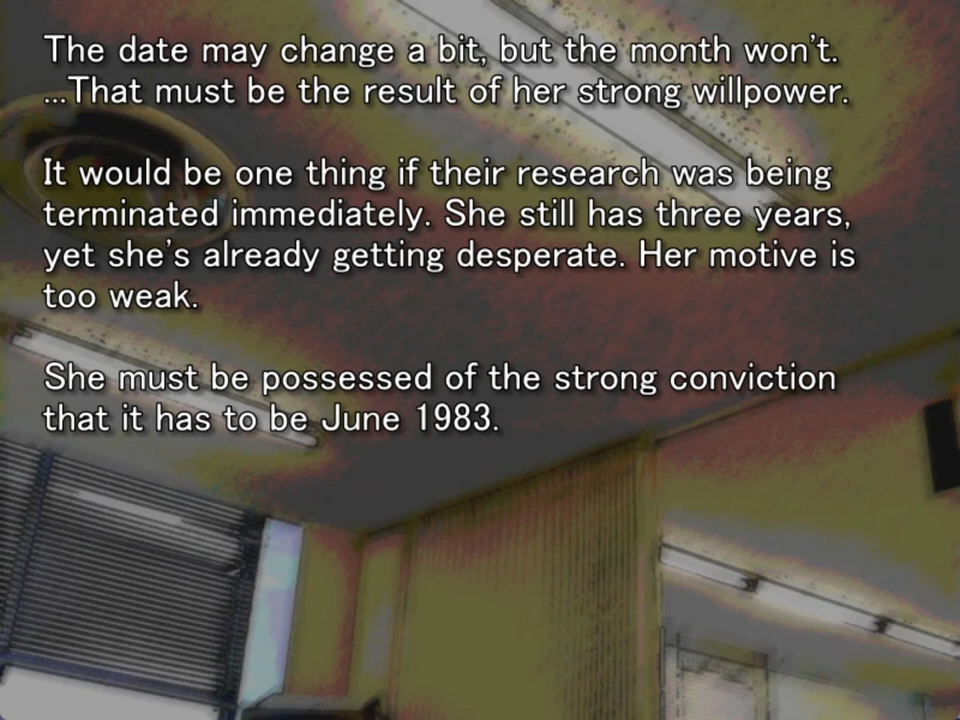 The date may change a bit, but the month won't.
...That must be the result of her strong willpower.
It would be one thing if their research was being
terminated immediately. She still has three years,
yet she's already getting desperate. Her motive is
too weak.
She must be possessed of the strong conviction
that it has to be June 1983.